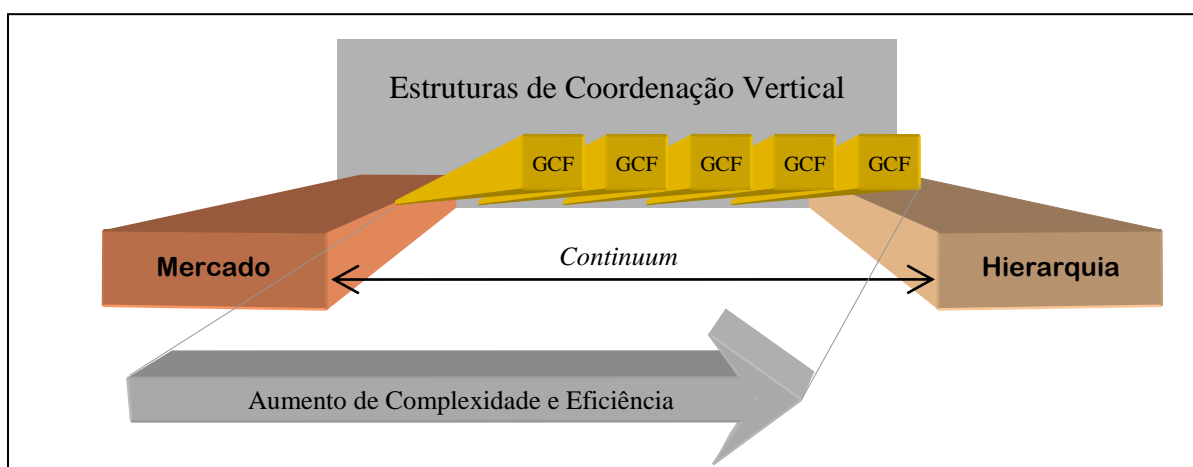 Estruturas de Coordenação Vertical
GCF GCF GCF GCF GCF
Mercado
Continuum
Hierarquia
Aumento de Complexidade e Eficiência